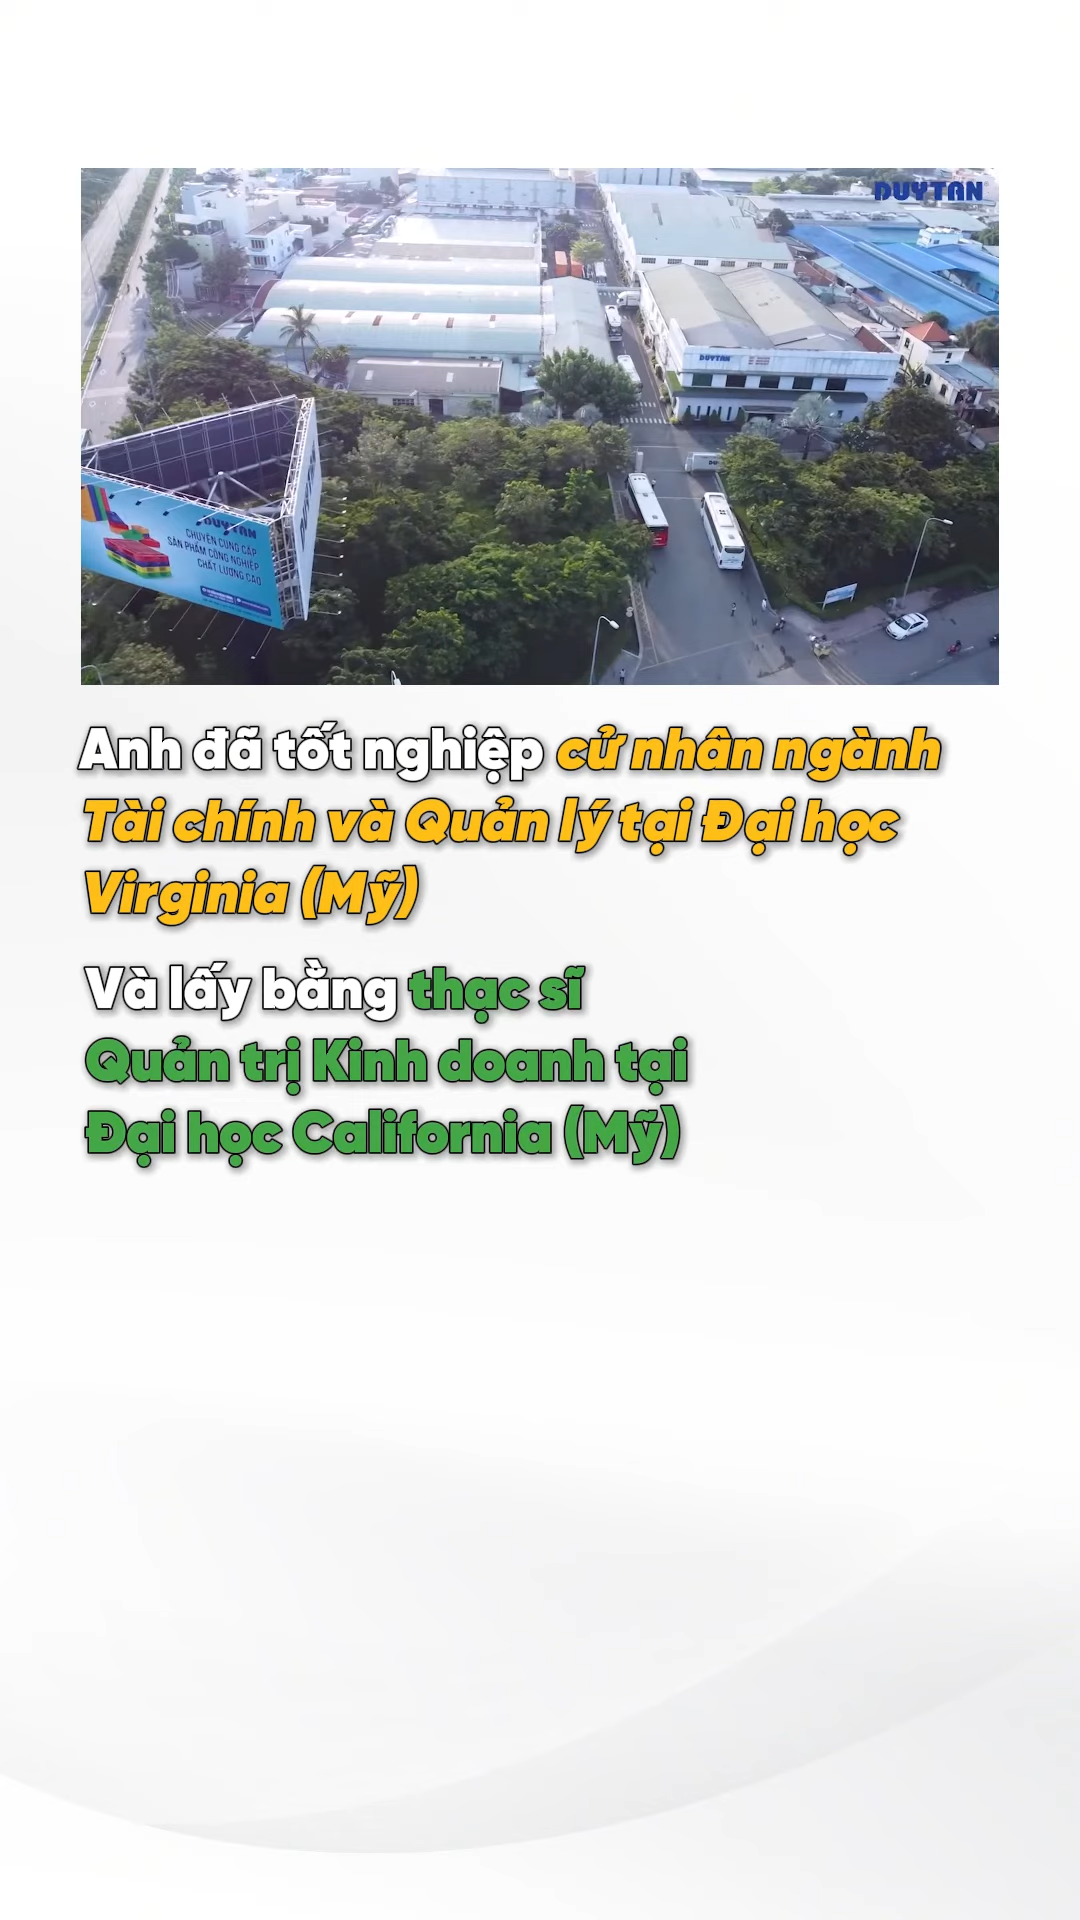 DUYTAN
DUYTAN
DUYTAN
CHUYÊN CUNG CẤP
SẢN PHẨM CÔNG NGHIỆP
CHẤT LƯỢNG CAO
Anh đã tốt nghiệp cử nhân ngành
Tài chính và Quản lý tại Đại học
Virginia (Mỹ)
Và lấy bằng thạc sĩ
Quản trị Kinh doanh tại
Đại học California (Mỹ)